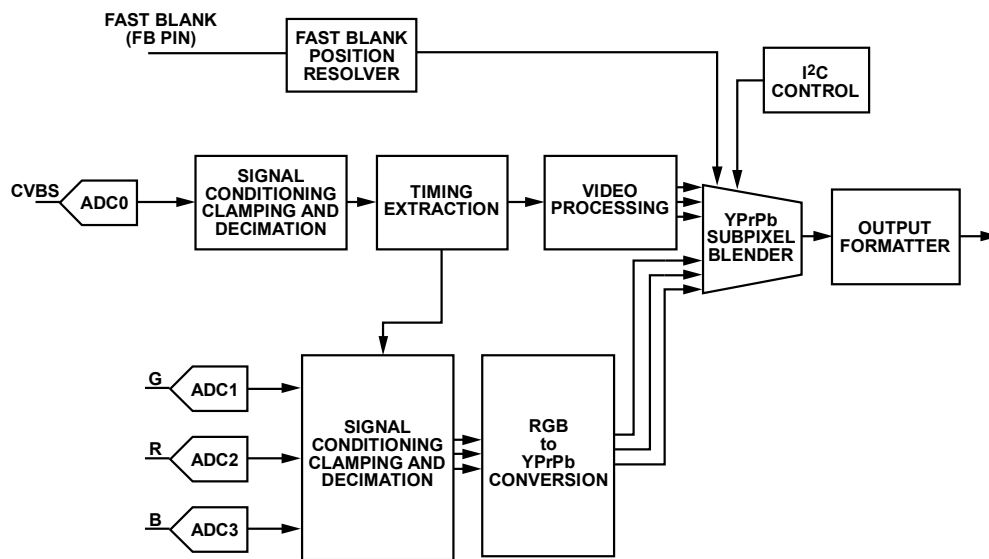 FAST BLANK
(FB PIN)
FAST BLANK
POSITION
RESOLVER
I2C
CONTROL
CVBS
ADC0
SIGNAL
CONDITIONING
CLAMPING AND
DECIMATION
TIMING
EXTRACTION
VIDEO
PROCESSING
YPrPb
SUBPIXEL
BLENDER
OUTPUT
FORMATTER
G
ADC1
R
ADC2
B
ADC3
SIGNAL
CONDITIONING
CLAMPING AND
DECIMATION
RGB
to
YPrPb
CONVERSION